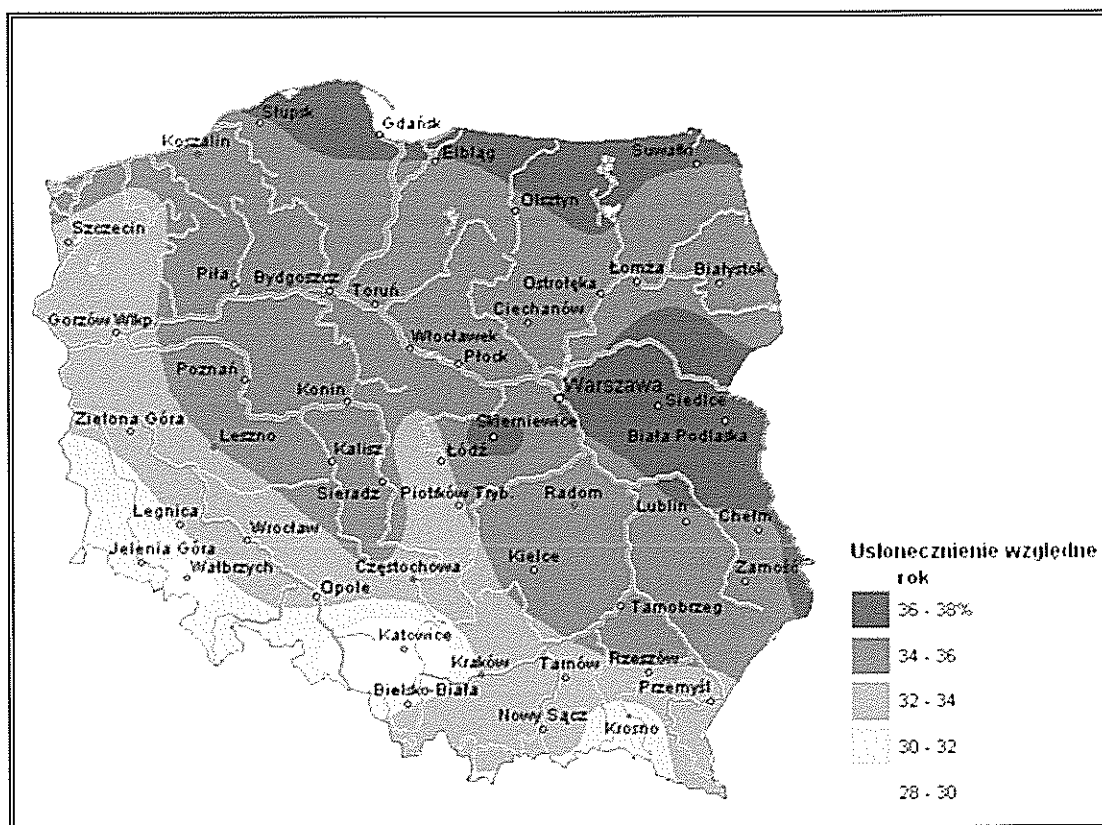 Słupsk
Gdańsk
Koszalin
Elbląg
Suwałki
Olsztyn
Szczecin
Piła
Bydgoszcz
Toruń
Ostrołęka
Łomża
Białystok
Ciechanów
Gorzów Wlkp.
Włocławek
Płock
Poznań
Konin
Warszawa
Siedlce
Skierniewice
Biała Podlaska
Zielona Góra
Leszno
Kalisz
Łódź
Sieradz
Piotrków Tryb.
Radom
Lublin
Chełm
Legnica
Wrocław
Jelenia Góra
Wałbrzych
Częstochowa
Kielce
Zamość
Opole
Tarnobrzeg
Katowice
Kraków
Tarnów
Rzeszów
Bielsko-Biała
Przemyśl
Nowy Sącz
Krosno
Usłonecznienie względne
rok
36 - 38%
34 - 36
32 - 34
30 - 32
28 - 30